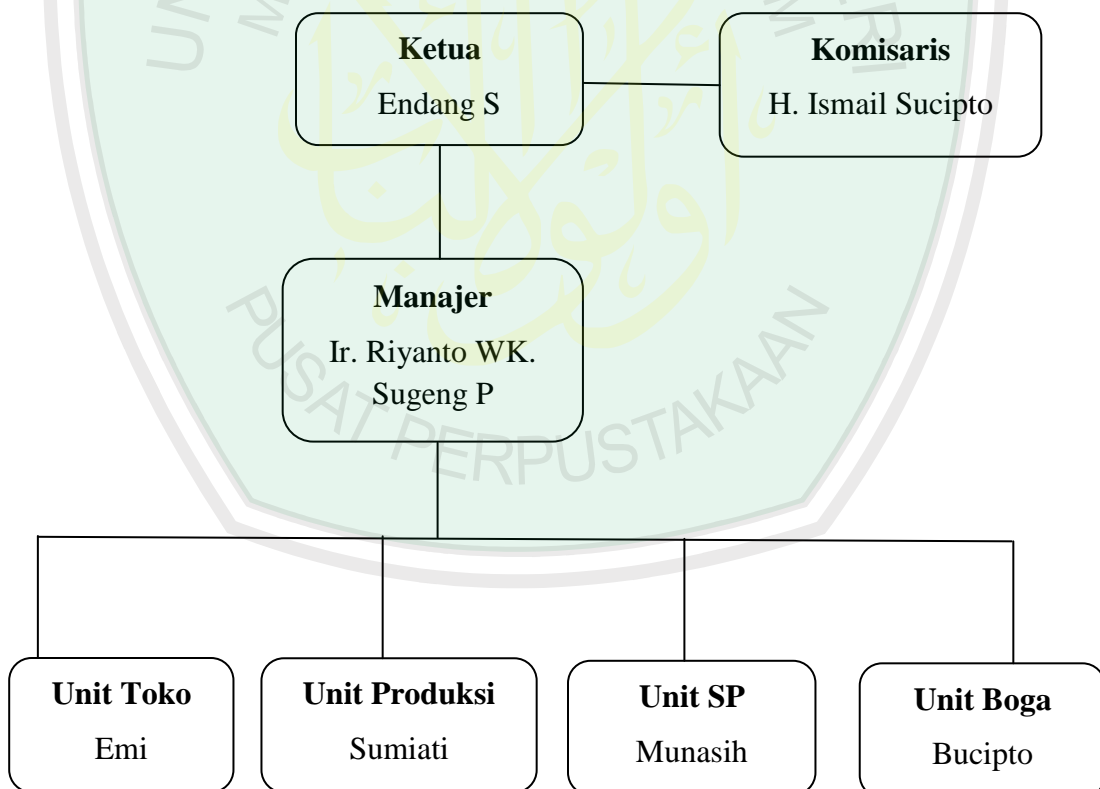 Ketua
Endang S
Komisaris
H. Ismail Sucipto
Manajer
Ir. Riyanto WK.
Sugeng P
PUSAT PERPUSTAKAAN
Unit Toko
Emi
Unit Produksi
Sumiati
Unit SP
Munasih
Unit Boga
Bucipto